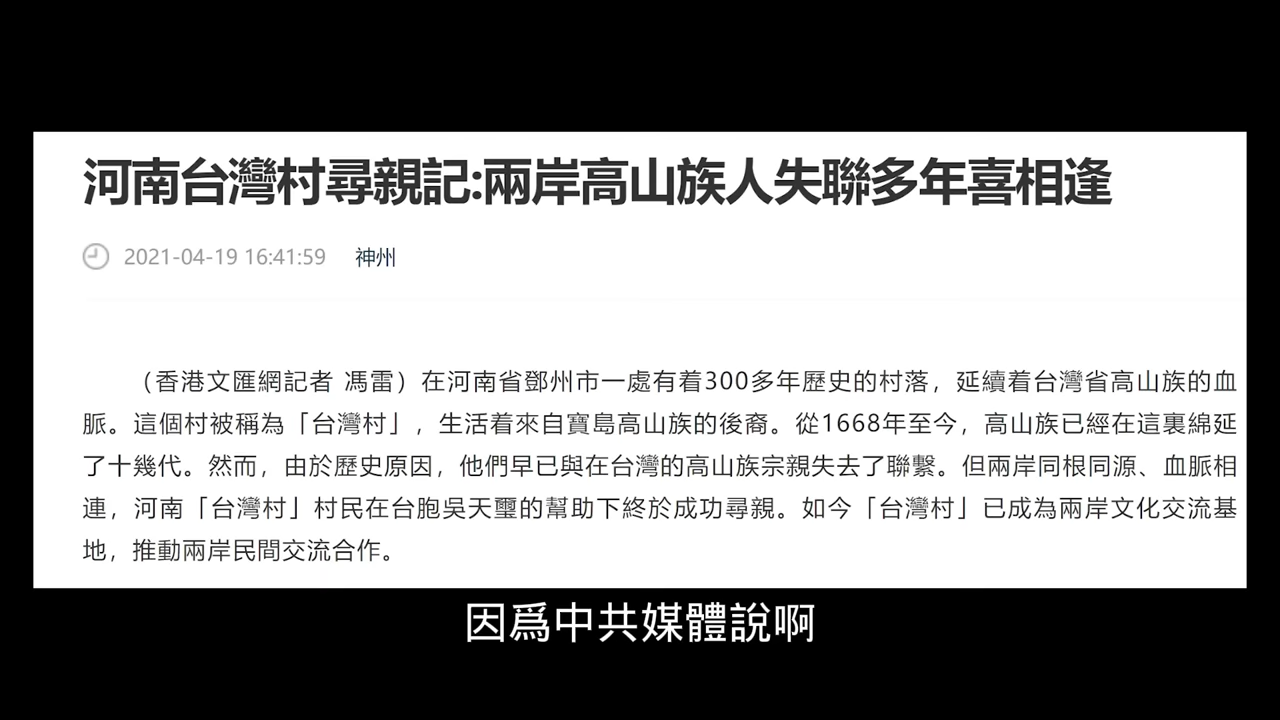 河南台灣村尋親記:兩岸高山族人失聯多年喜相逢
2021-04-19 16:41:59 神州
（香港文匯網記者 馮雷）在河南省鄧州市一處有着300多年歷史的村落，延續着台灣省高山族的血
脈。這個村被稱為「台灣村」，生活着來自寶島高山族的後裔。從1668年至今，高山族已經在這裏綿延
了十幾代。然而，由於歷史原因，他們早已與在台灣的高山族宗親失去了聯繫。但兩岸同根同源、血脈相
連，河南「台灣村」村民在台胞吳天璽的幫助下終於成功尋親。如今「台灣村」已成為兩岸文化交流基
地，推動兩岸民間交流合作。
因爲中共媒體說啊